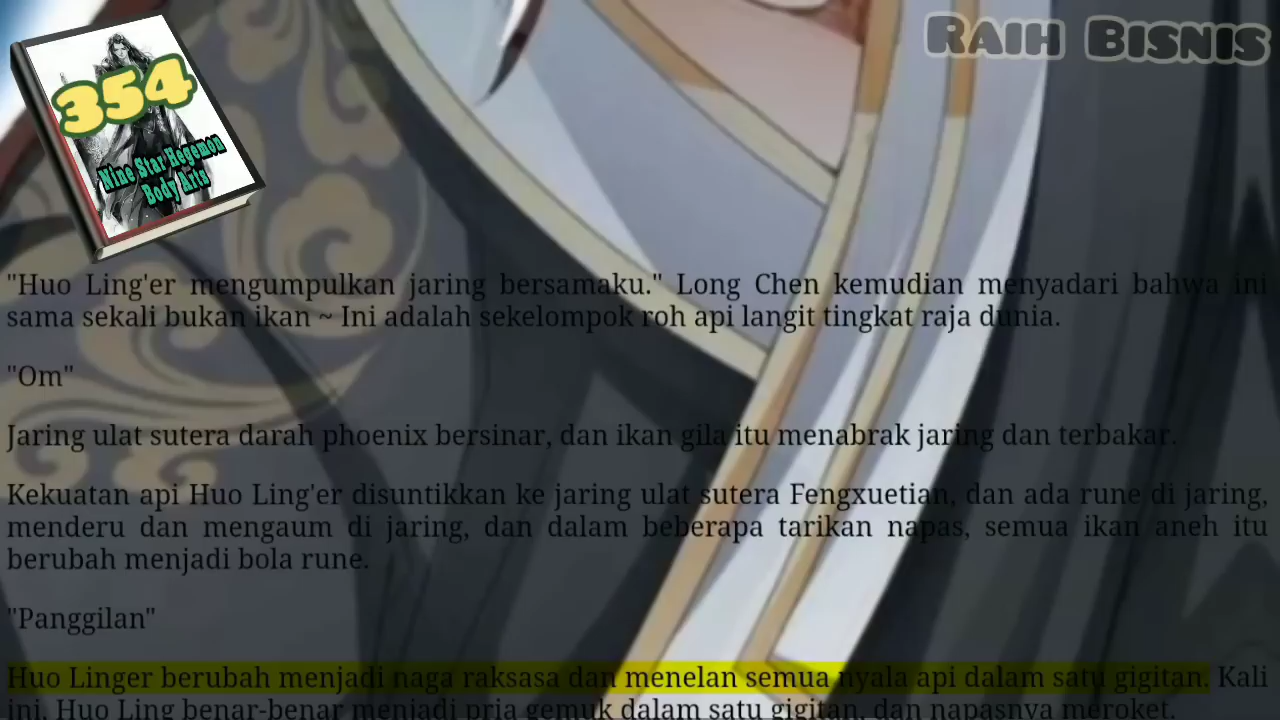 RAIH BISNIS
354
Nine Star Hegemon
Body Arts
"Huo Ling'er mengumpulkan jaring bersamaku." Long Chen kemudian menyadari bahwa ini
sama sekali bukan ikan ~ Ini adalah sekelompok roh api langit tingkat raja dunia.
"Om"
Jaring ulat sutera darah phoenix bersinar, dan ikan gila itu menabrak jaring dan terbakar.
Kekuatan api Huo Ling'er disuntikkan ke jaring ulat sutera Fengxuetian, dan ada rune di jaring,
menderu dan mengaum di jaring, dan dalam beberapa tarikan napas, semua ikan aneh itu
berubah menjadi bola rune.
"Panggilan"
Huo Linger berubah menjadi naga raksasa dan menelan semua nyala api dalam satu gigitan. Kali
ini, Huo Ling benar-benar menjadi pria gemuk dalam satu gigitan, dan napasnya meroket.